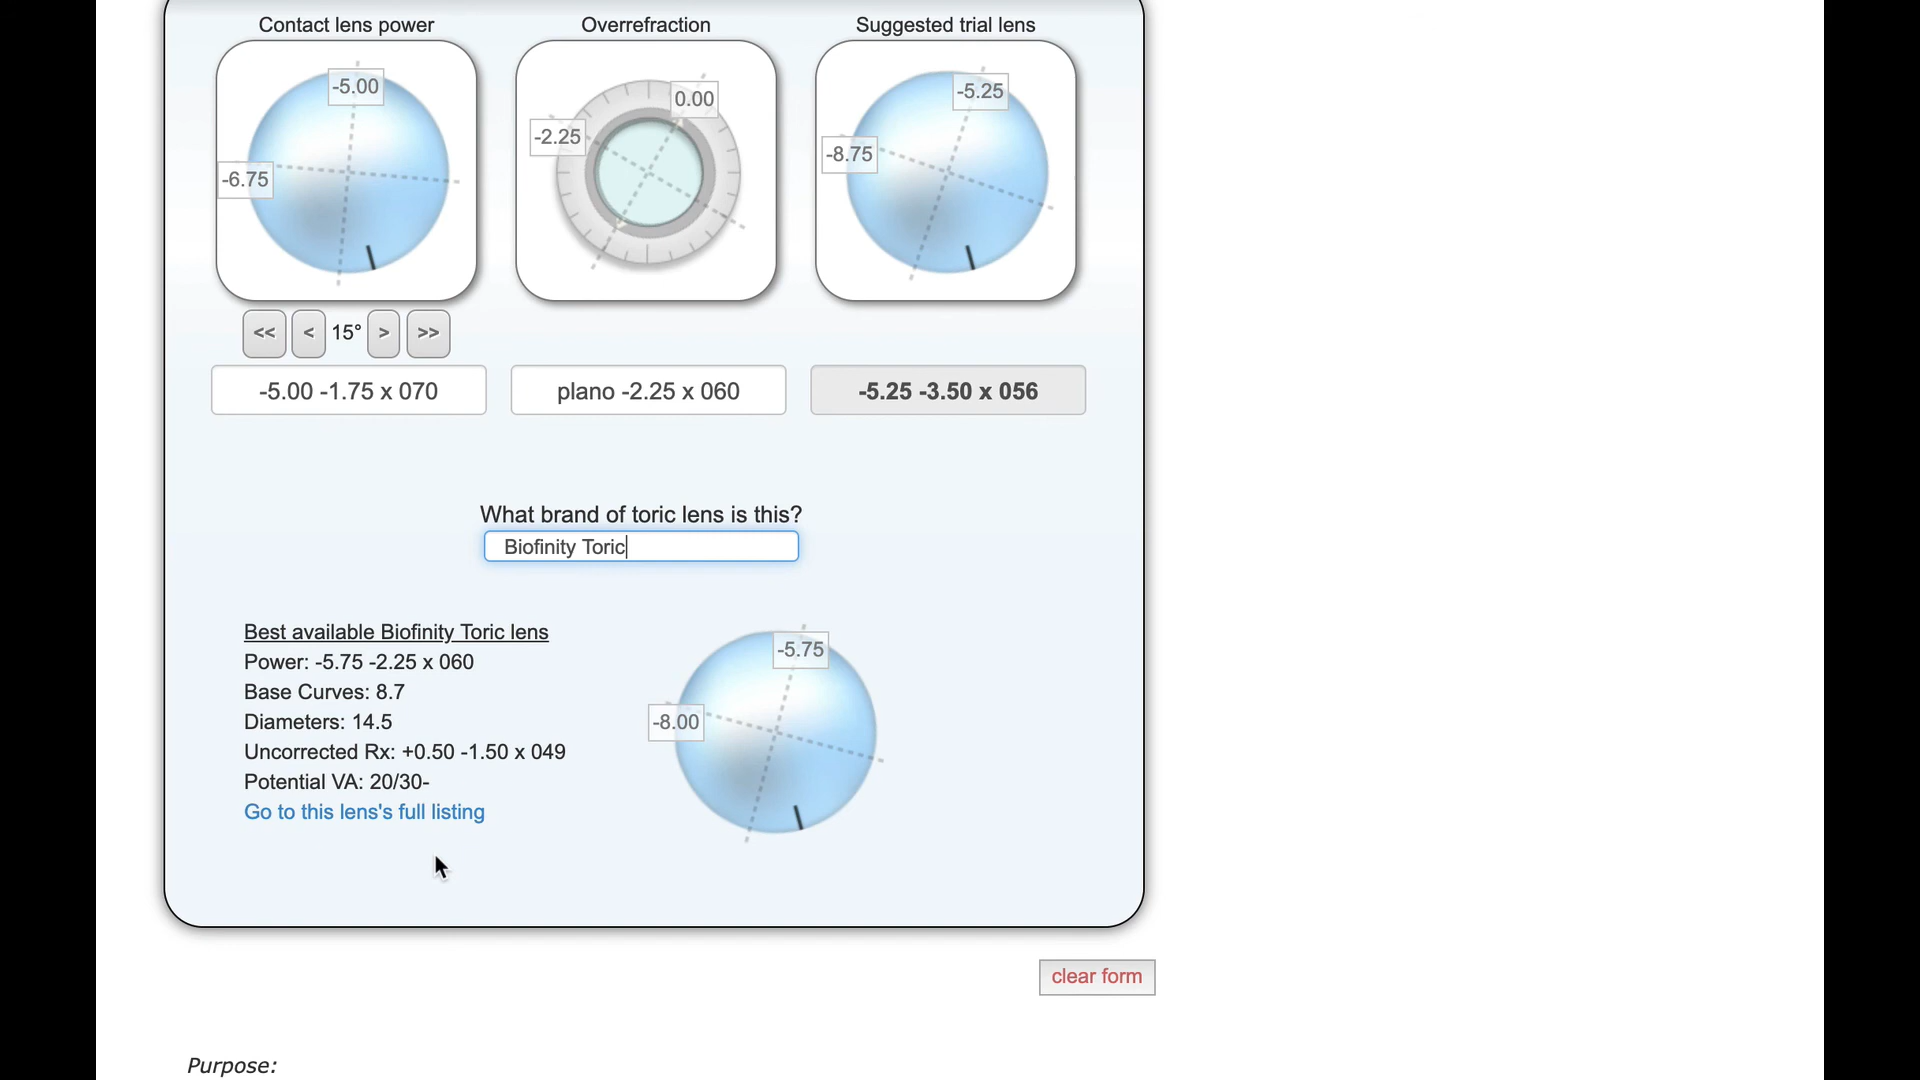 Contact lens power
Overrefraction
Suggested trial lens
-5.00
-6.75
0.00
-2.25
-5.25
-8.75
<< < 15° > >>
-5.00 -1.75 x 070
plano -2.25 x 060
-5.25 -3.50 x 056
What brand of toric lens is this?
Biofinity Toric
Best available Biofinity Toric lens
Power: -5.75 -2.25 x 060
Base Curves: 8.7
Diameters: 14.5
Uncorrected Rx: +0.50 -1.50 x 049
Potential VA: 20/30-
Go to this lens's full listing
-5.75
-8.00
clear form
Purpose: